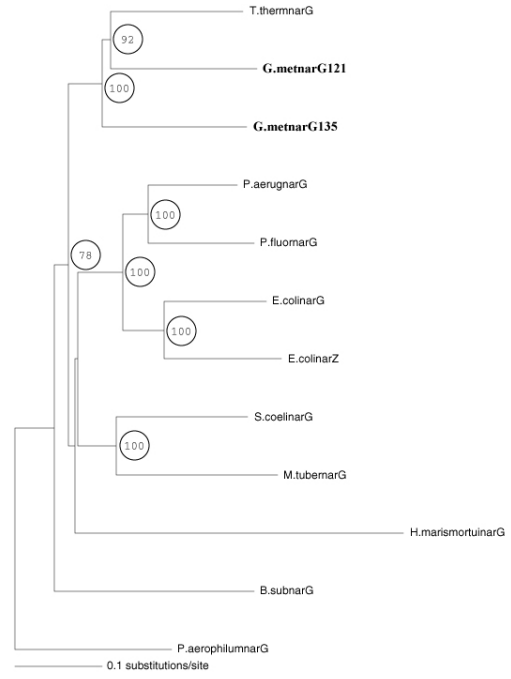 T.thermnarG
92
G.metnarG121
100
G.metnarG135
P.aerugnarG
100
P.fluornarG
78
100
E.colinarG
100
E.colinarZ
S.coelinarG
100
M.tubernarG
H.marismortuinarG
B.subnarG
P.aerophilumnarG
0.1 substitutions/site